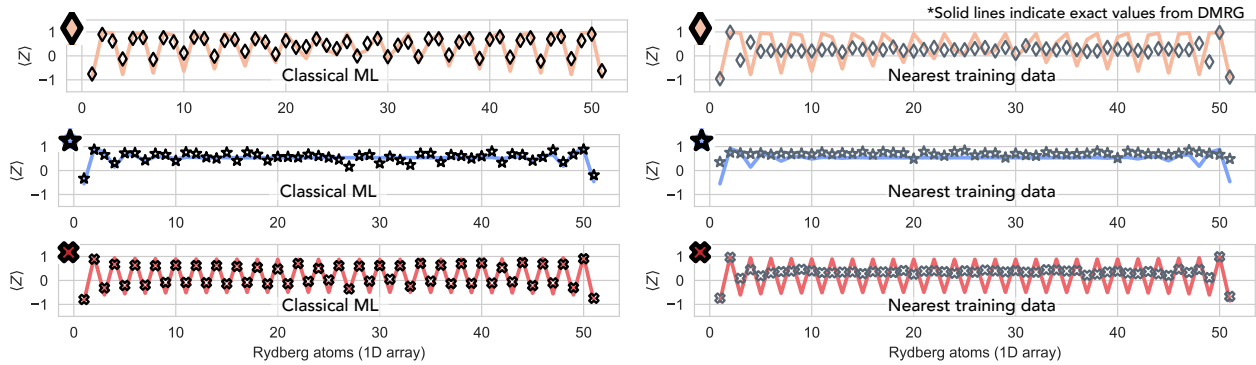 *Solid lines indicate exact values from DMRG
⟨Z⟩
1
0
−1
Classical ML
0 10 20 30 40 50
⟨Z⟩
1
0
−1
Nearest training data
0 10 20 30 40 50
⟨Z⟩
1
0
−1
Classical ML
0 10 20 30 40 50
⟨Z⟩
1
0
−1
Nearest training data
0 10 20 30 40 50
⟨Z⟩
1
0
−1
Classical ML
0 10 20 30 40 50
Rydberg atoms (1D array)
⟨Z⟩
1
0
−1
Nearest training data
0 10 20 30 40 50
Rydberg atoms (1D array)